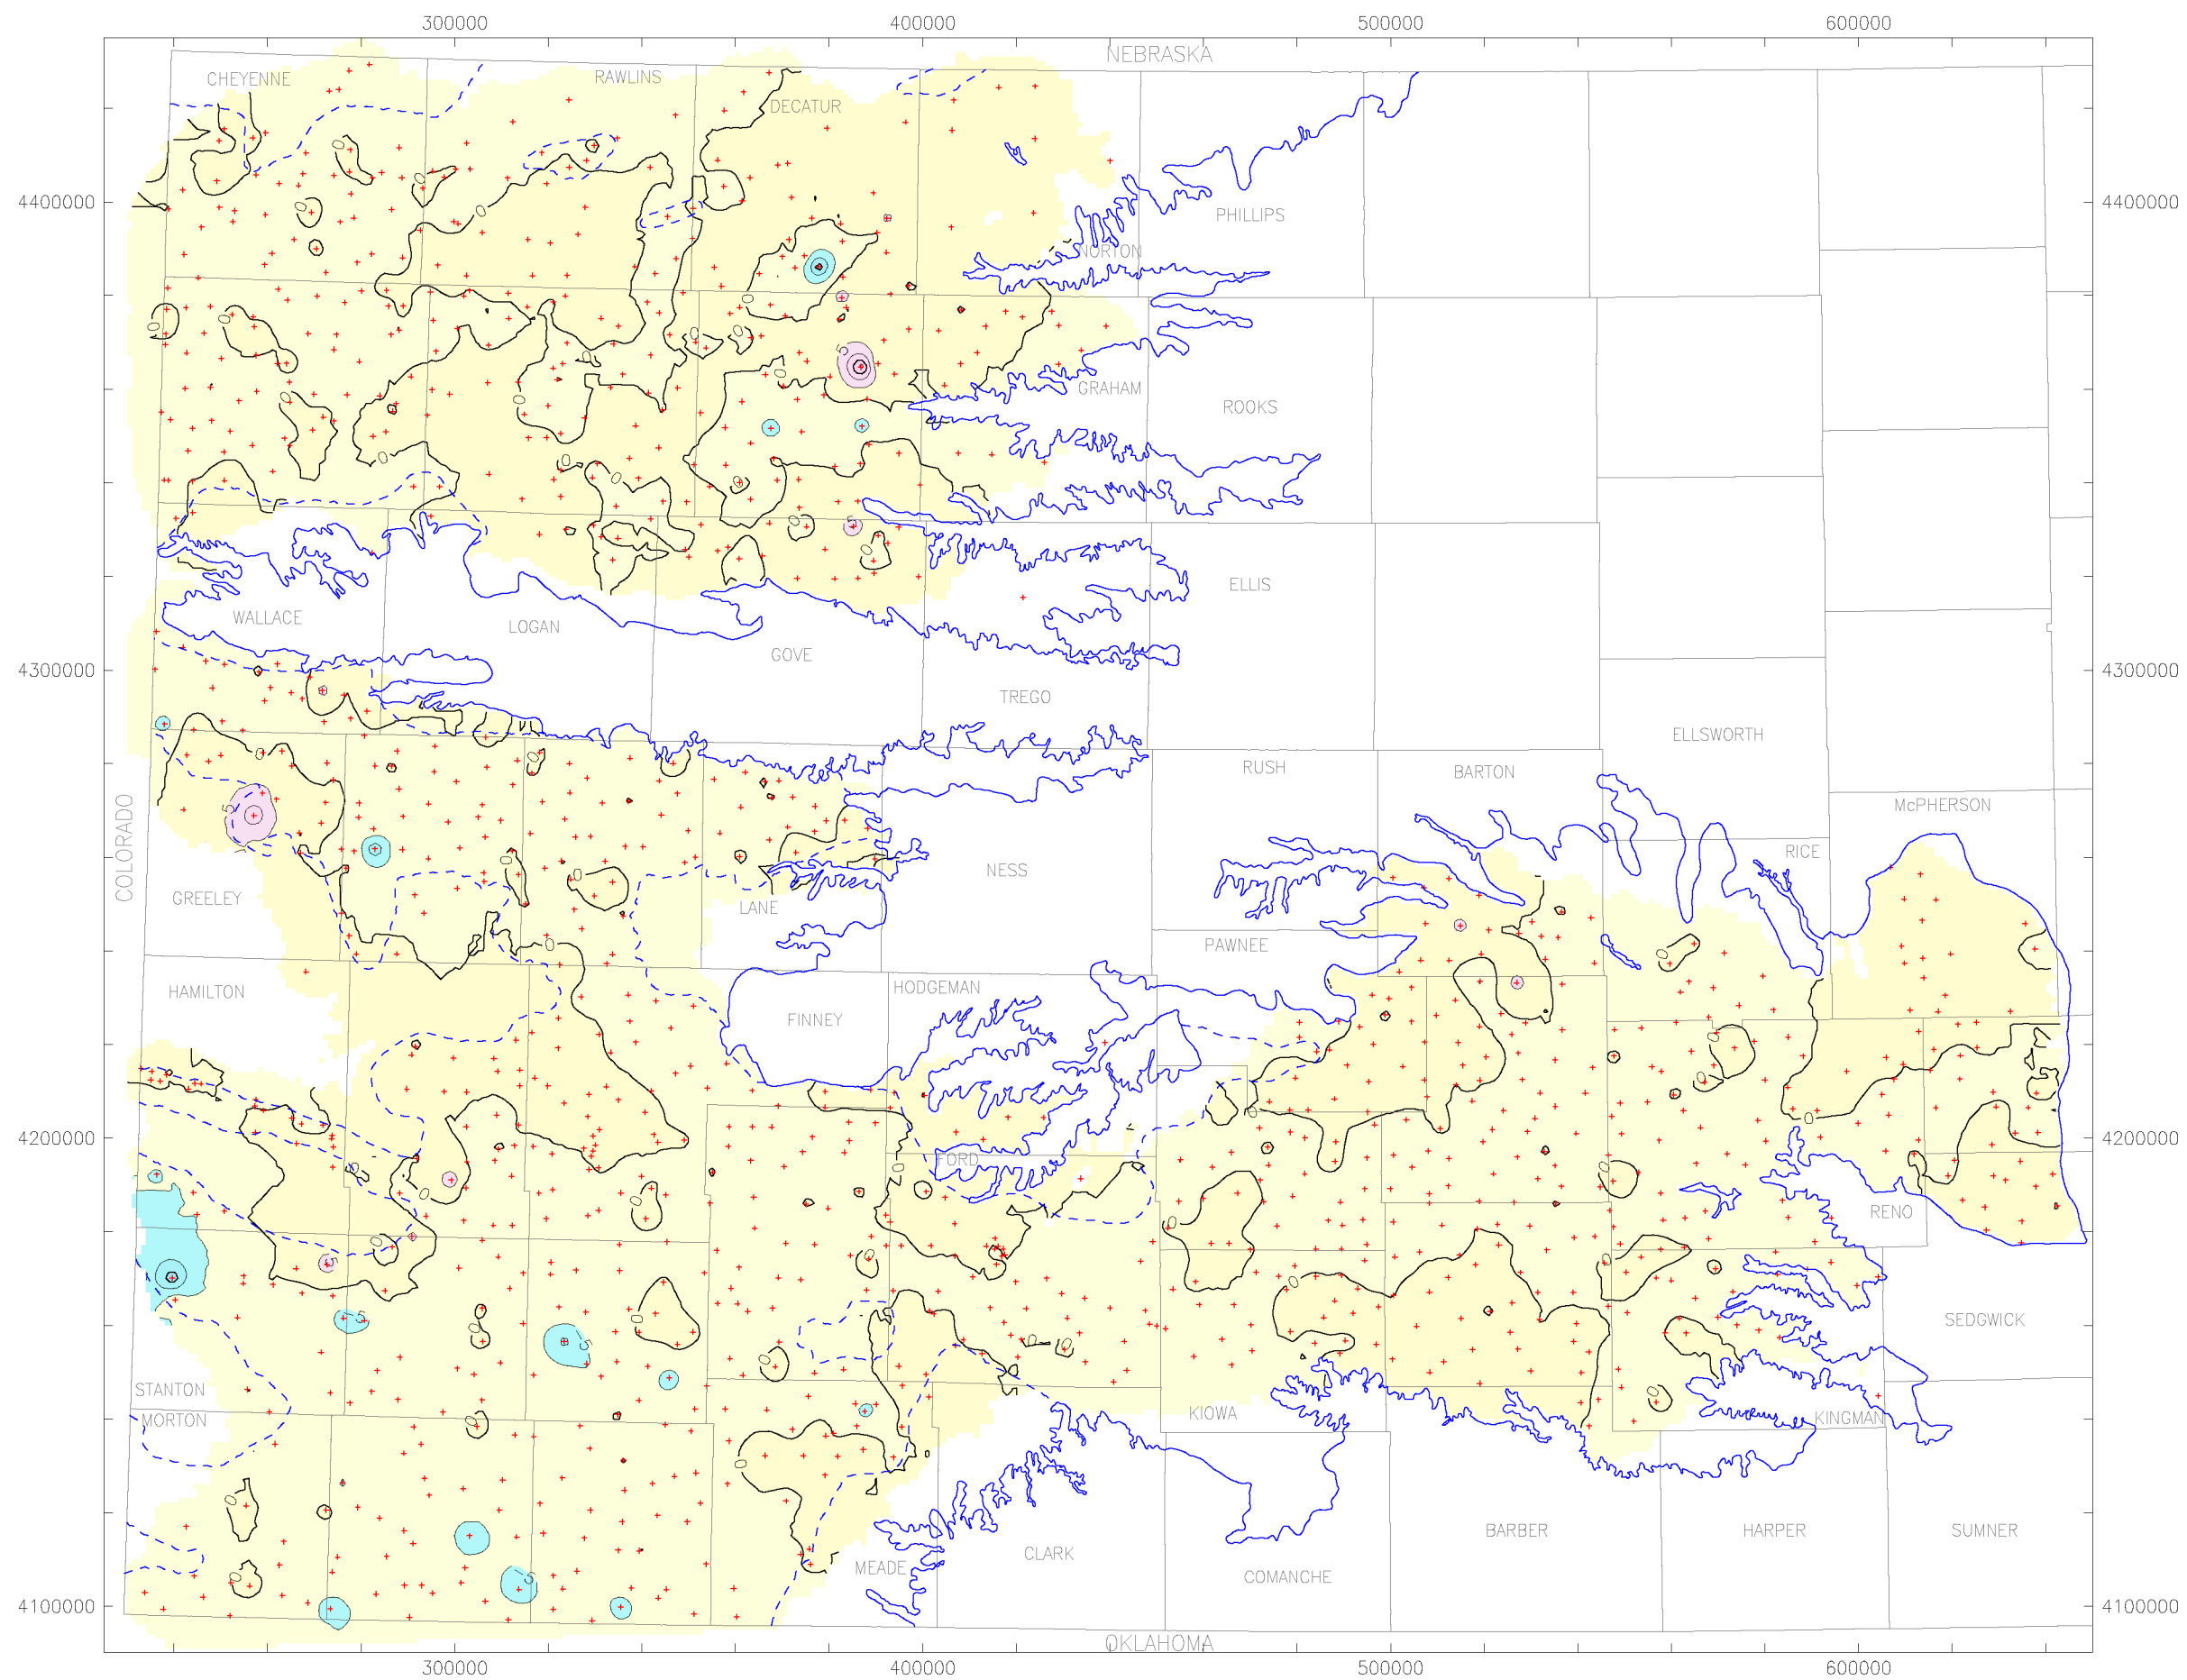 300000 400000 500000 600000
NEBRASKA
CHEYENNE RAWLINS
DECATUR
4400000 4400000
PHILLIPS
NORTON
GRAHAM
ROOKS
ELLIS
WALLACE
LOGAN
GOVE
4300000 4300000
TREGO
ELLSWORTH
RUSH BARTON
COLORADO
McPHERSON
RICE
NESS
GREELEY
LANE
PAWNEE
HODGEMAN
HAMILTON
FINNEY
4200000 4200000
FORD
RENO
SEDGWICK
STANTON
KIOWA
MORTON KINGMAN
BARBER HARPER SUMNER
CLARK
MEADE
COMANCHE
4100000 4100000
OKLAHOMA
300000 400000 500000 600000